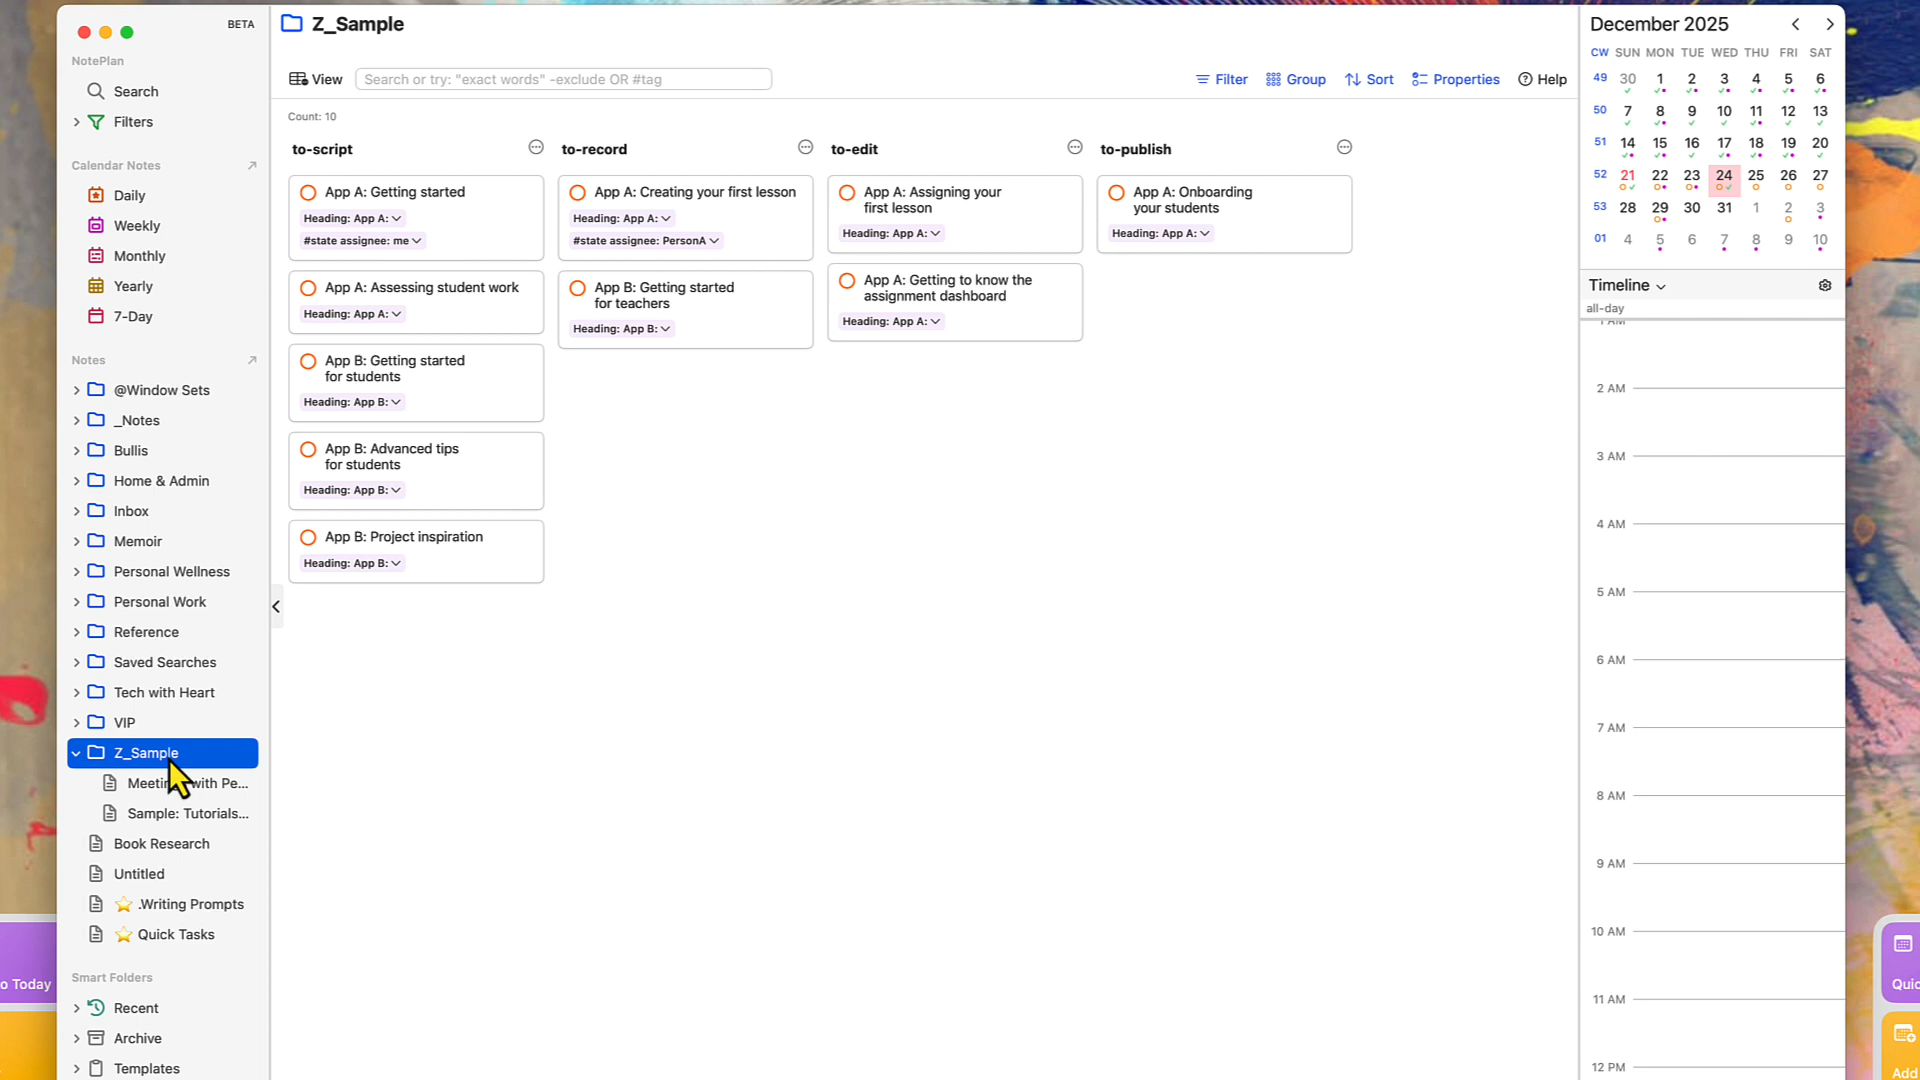 BETA
NotePlan
Search
Filters
Calendar Notes
Daily
Weekly
Monthly
Yearly
7-Day
Notes
@Window Sets
_Notes
Bullis
Home & Admin
Inbox
Memoir
Personal Wellness
Personal Work
Reference
Saved Searches
Tech with Heart
VIP
Z_Sample
with Pe...
Sample: Tutorials...
Book Research
Untitled
.Writing Prompts
Quick Tasks
Smart Folders
Recent
Archive
Templates
Z_Sample
View
Search or try: "exact words" -exclude OR #tag
Filter
Group
Sort
Properties
Help
Count: 10
to-script
App A: Getting started
Heading: App A:
#state assignee: me
App A: Assessing student work
Heading: App A:
App B: Getting started
for students
Heading: App B:
App B: Advanced tips
for students
Heading: App B:
App B: Project inspiration
Heading: App B:
to-record
App A: Creating your first lesson
Heading: App A:
#state assignee: PersonA
App B: Getting started
for teachers
Heading: App B:
to-edit
App A: Assigning your
first lesson
Heading: App A:
App A: Getting to know the
assignment dashboard
Heading: App A:
to-publish
App A: Onboarding
your students
Heading: App A:
December 2025
CW SUN MON TUE WED THU FRI SAT
49 30 1 2 3 4 5 6
50 7 8 9 10 11 12 13
51 14 15 16 17 18 19 20
52 21 22 23 24 25 26 27
53 28 29 30 31 1 2 3
01 4 5 6 7 8 9 10
Timeline
all-day
1 AM
2 AM
3 AM
4 AM
5 AM
6 AM
7 AM
8 AM
9 AM
10 AM
11 AM
12 PM
o Today
Quic
Add